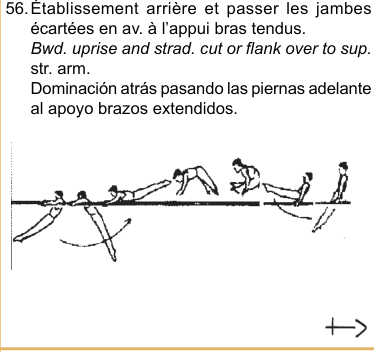 56. Établissement arrière et passer les jambes
écartées en av. à l'appui bras tendus.
Bwd. uprise and strad. cut or flank over to sup.
str. arm.
Dominación atrás pasando las piernas adelante
al apoyo brazos extendidos.